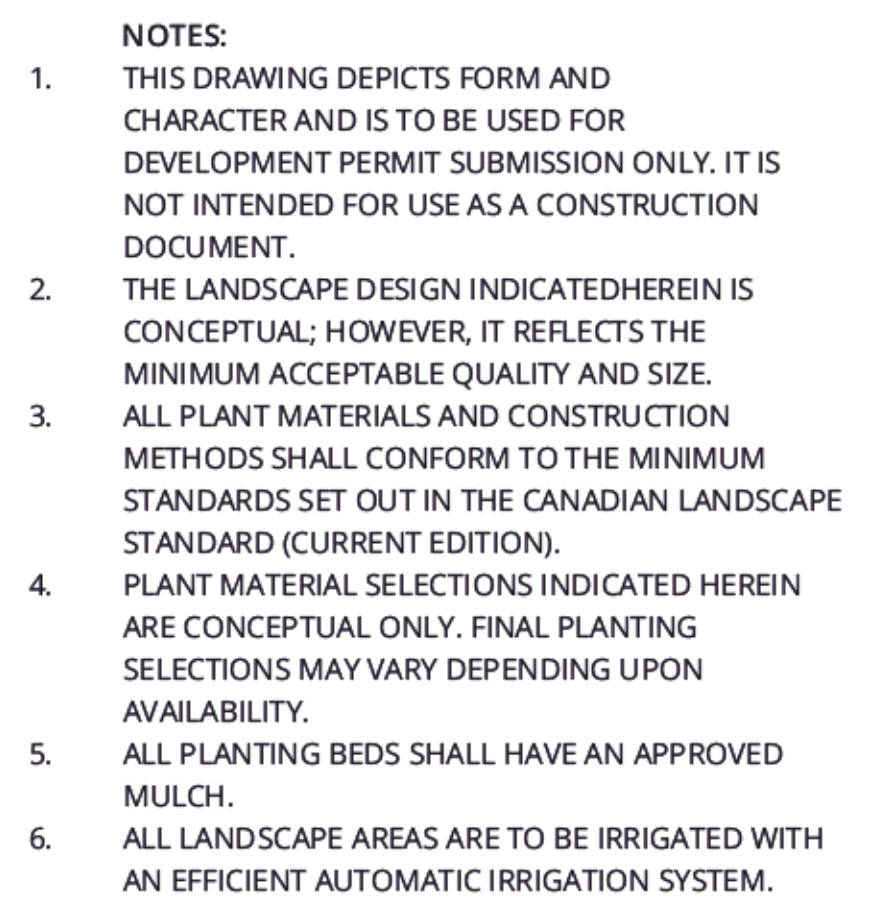 NOTES:
1. THIS DRAWING DEPICTS FORM AND
CHARACTER AND IS TO BE USED FOR
DEVELOPMENT PERMIT SUBMISSION ONLY. IT IS
NOT INTENDED FOR USE AS A CONSTRUCTION
DOCUMENT.
2. THE LANDSCAPE DESIGN INDICATEDHEREIN IS
CONCEPTUAL; HOWEVER, IT REFLECTS THE
MINIMUM ACCEPTABLE QUALITY AND SIZE.
3. ALL PLANT MATERIALS AND CONSTRUCTION
METHODS SHALL CONFORM TO THE MINIMUM
STANDARDS SET OUT IN THE CANADIAN LANDSCAPE
STANDARD (CURRENT EDITION).
4. PLANT MATERIAL SELECTIONS INDICATED HEREIN
ARE CONCEPTUAL ONLY. FINAL PLANTING
SELECTIONS MAY VARY DEPENDING UPON
AVAILABILITY.
5. ALL PLANTING BEDS SHALL HAVE AN APPROVED
MULCH.
6. ALL LANDSCAPE AREAS ARE TO BE IRRIGATED WITH
AN EFFICIENT AUTOMATIC IRRIGATION SYSTEM.